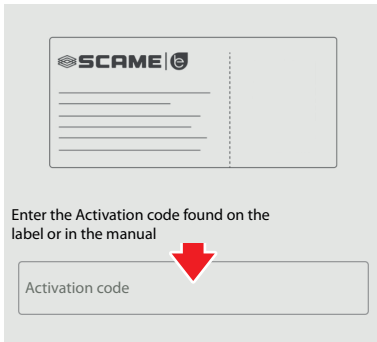 SCAME e
Enter the Activation code found on the
label or in the manual
Activation code